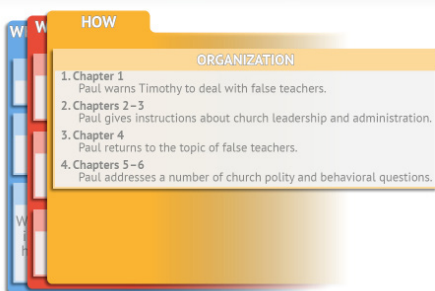 HOW
ORGANIZATION
1. Chapter 1
Paul warns Timothy to deal with false teachers.
2. Chapters 2–3
Paul gives instructions about church leadership and administration.
3. Chapter 4
Paul returns to the topic of false teachers.
4. Chapters 5–6
Paul addresses a number of church polity and behavioral questions.